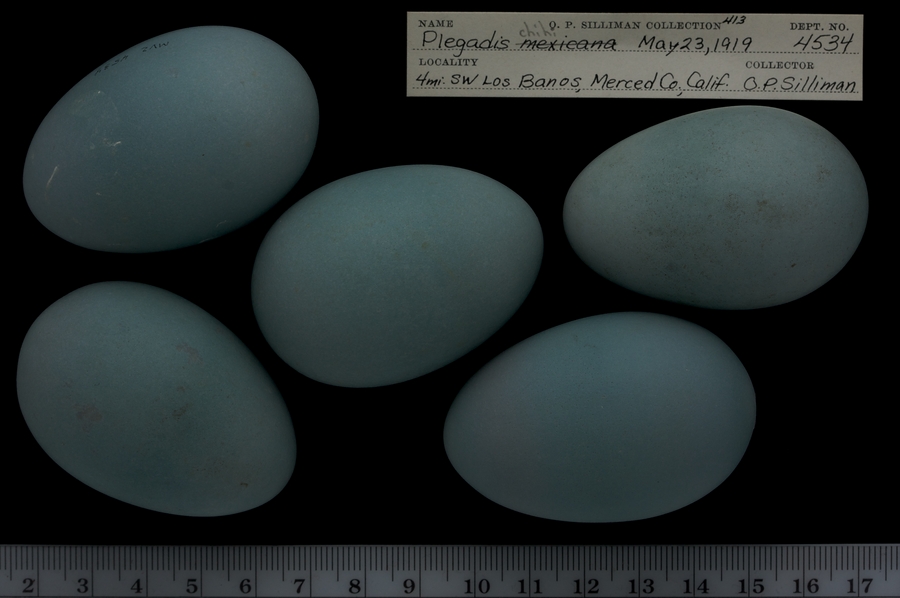 NAME O. P. SILLIMAN COLLECTION 413 DEPT. NO.
chihi
Plegadis mexicana May 23, 1919 4534
LOCALITY COLLECTOR
4 mi. SW Los Banos, Merced Co., Calif. O.P. Silliman
2 3 4 5 6 7 8 9 10 11 12 13 14 15 16 17